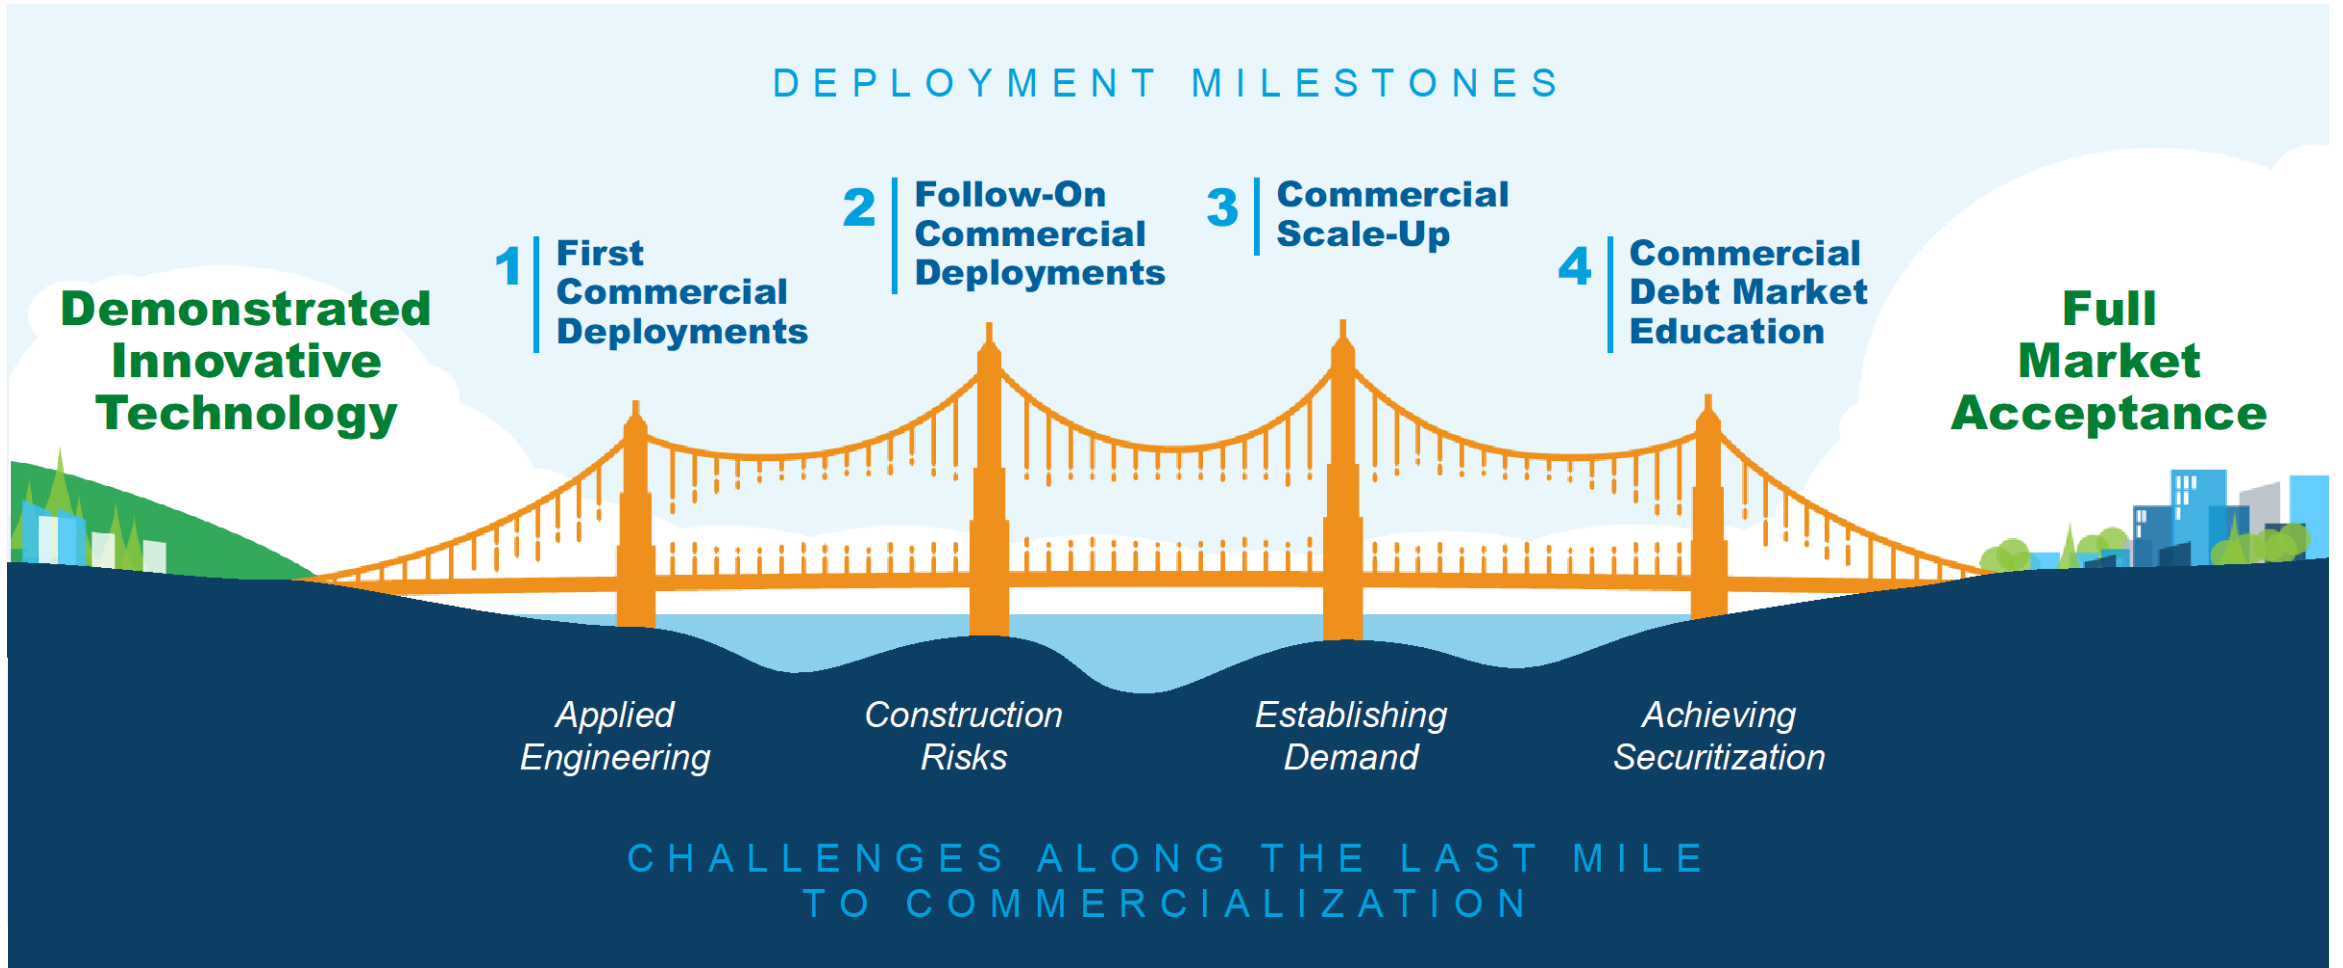 DEPLOYMENT MILESTONES
Demonstrated
Innovative
Technology
1
First
Commercial
Deployments
2
Follow-On
Commercial
Deployments
3
Commercial
Scale-Up
4
Commercial
Debt Market
Education
Full
Market
Acceptance
Applied
Engineering
Construction
Risks
Establishing
Demand
Achieving
Securitization
CHALLENGES ALONG THE LAST MILE
TO COMMERCIALIZATION